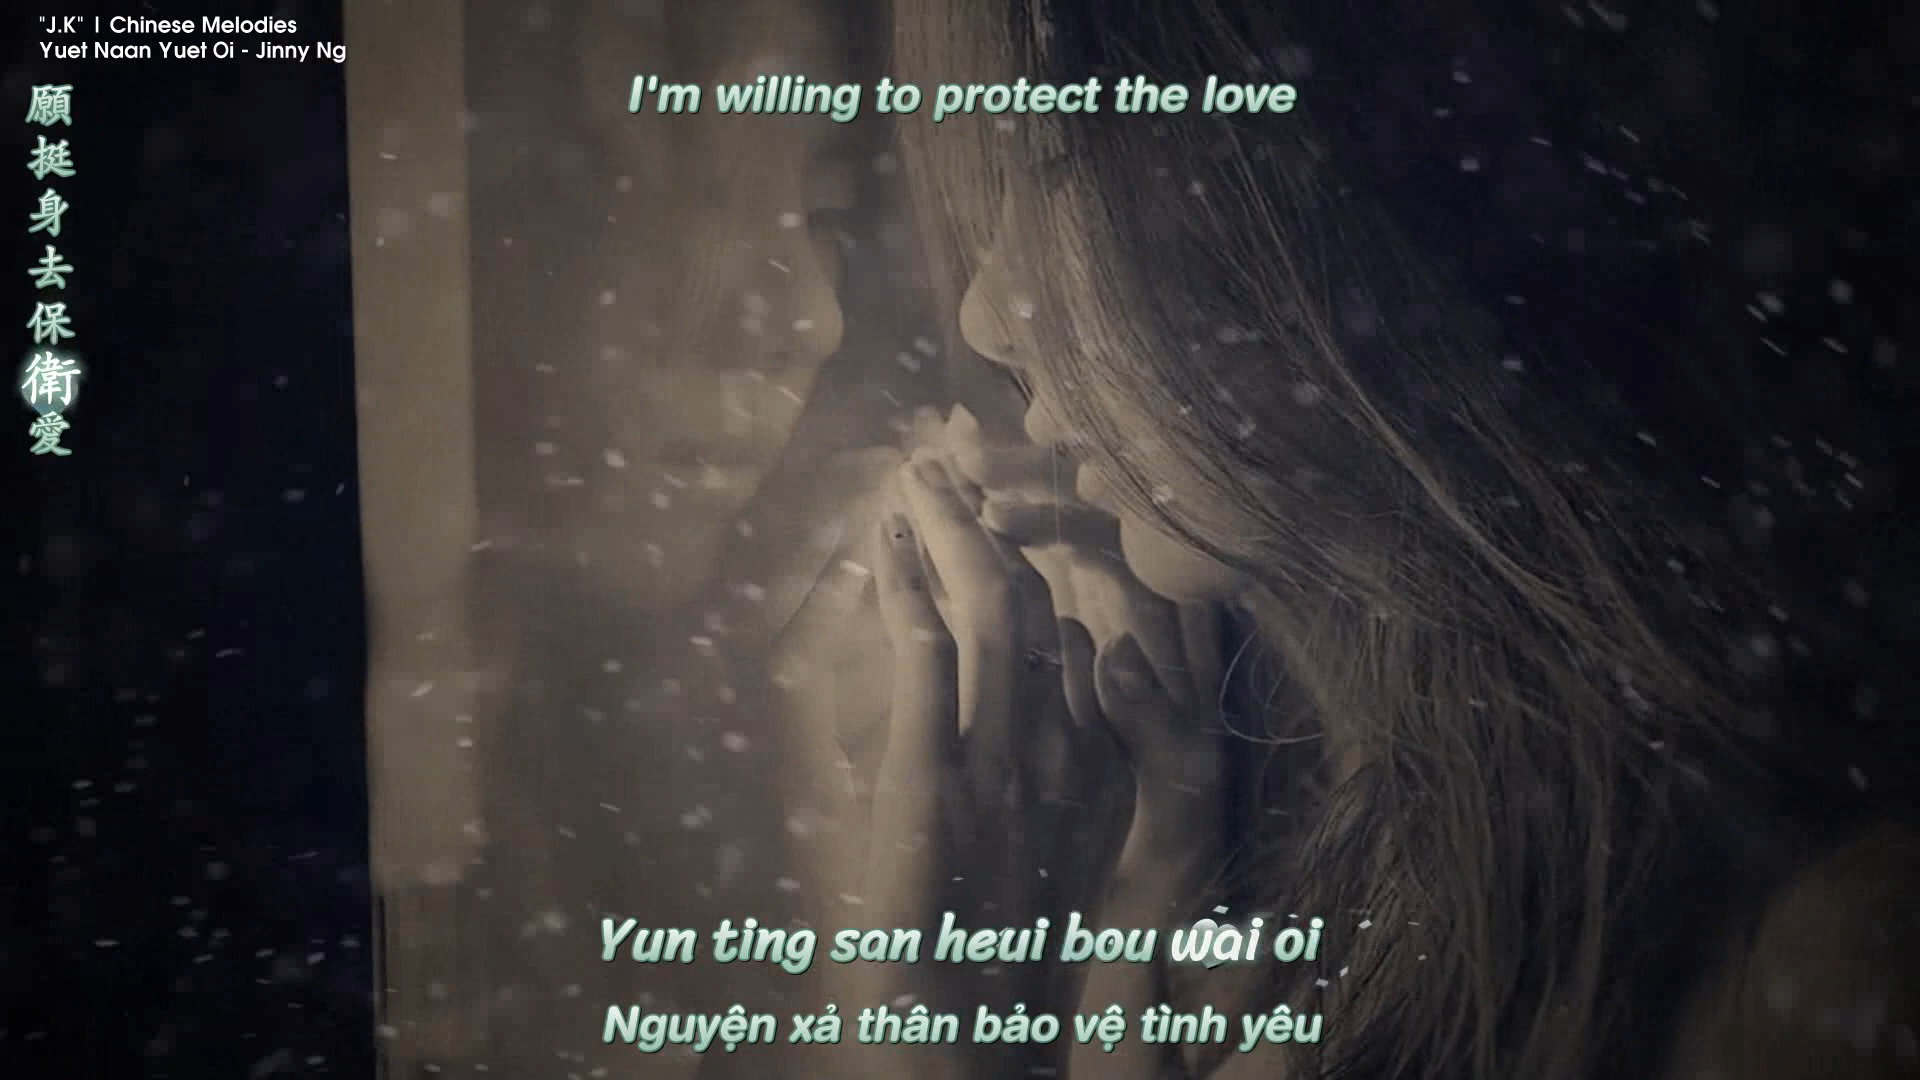 "J.K" | Chinese Melodies
Yuet Naan Yuet Oi - Jinny Ng
願挺身去保衛愛
I'm willing to protect the love
Yun ting san heui bou wai oi
Nguyện xả thân bảo vệ tình yêu